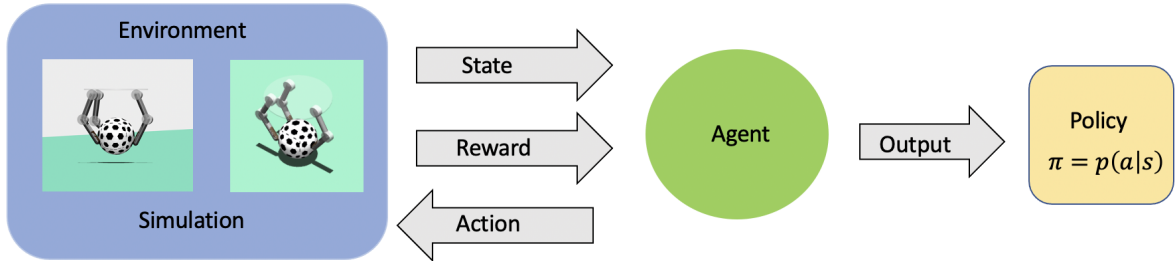 Environment
Simulation
State
Reward
Action
Agent
Output
Policy
π = p(a|s)